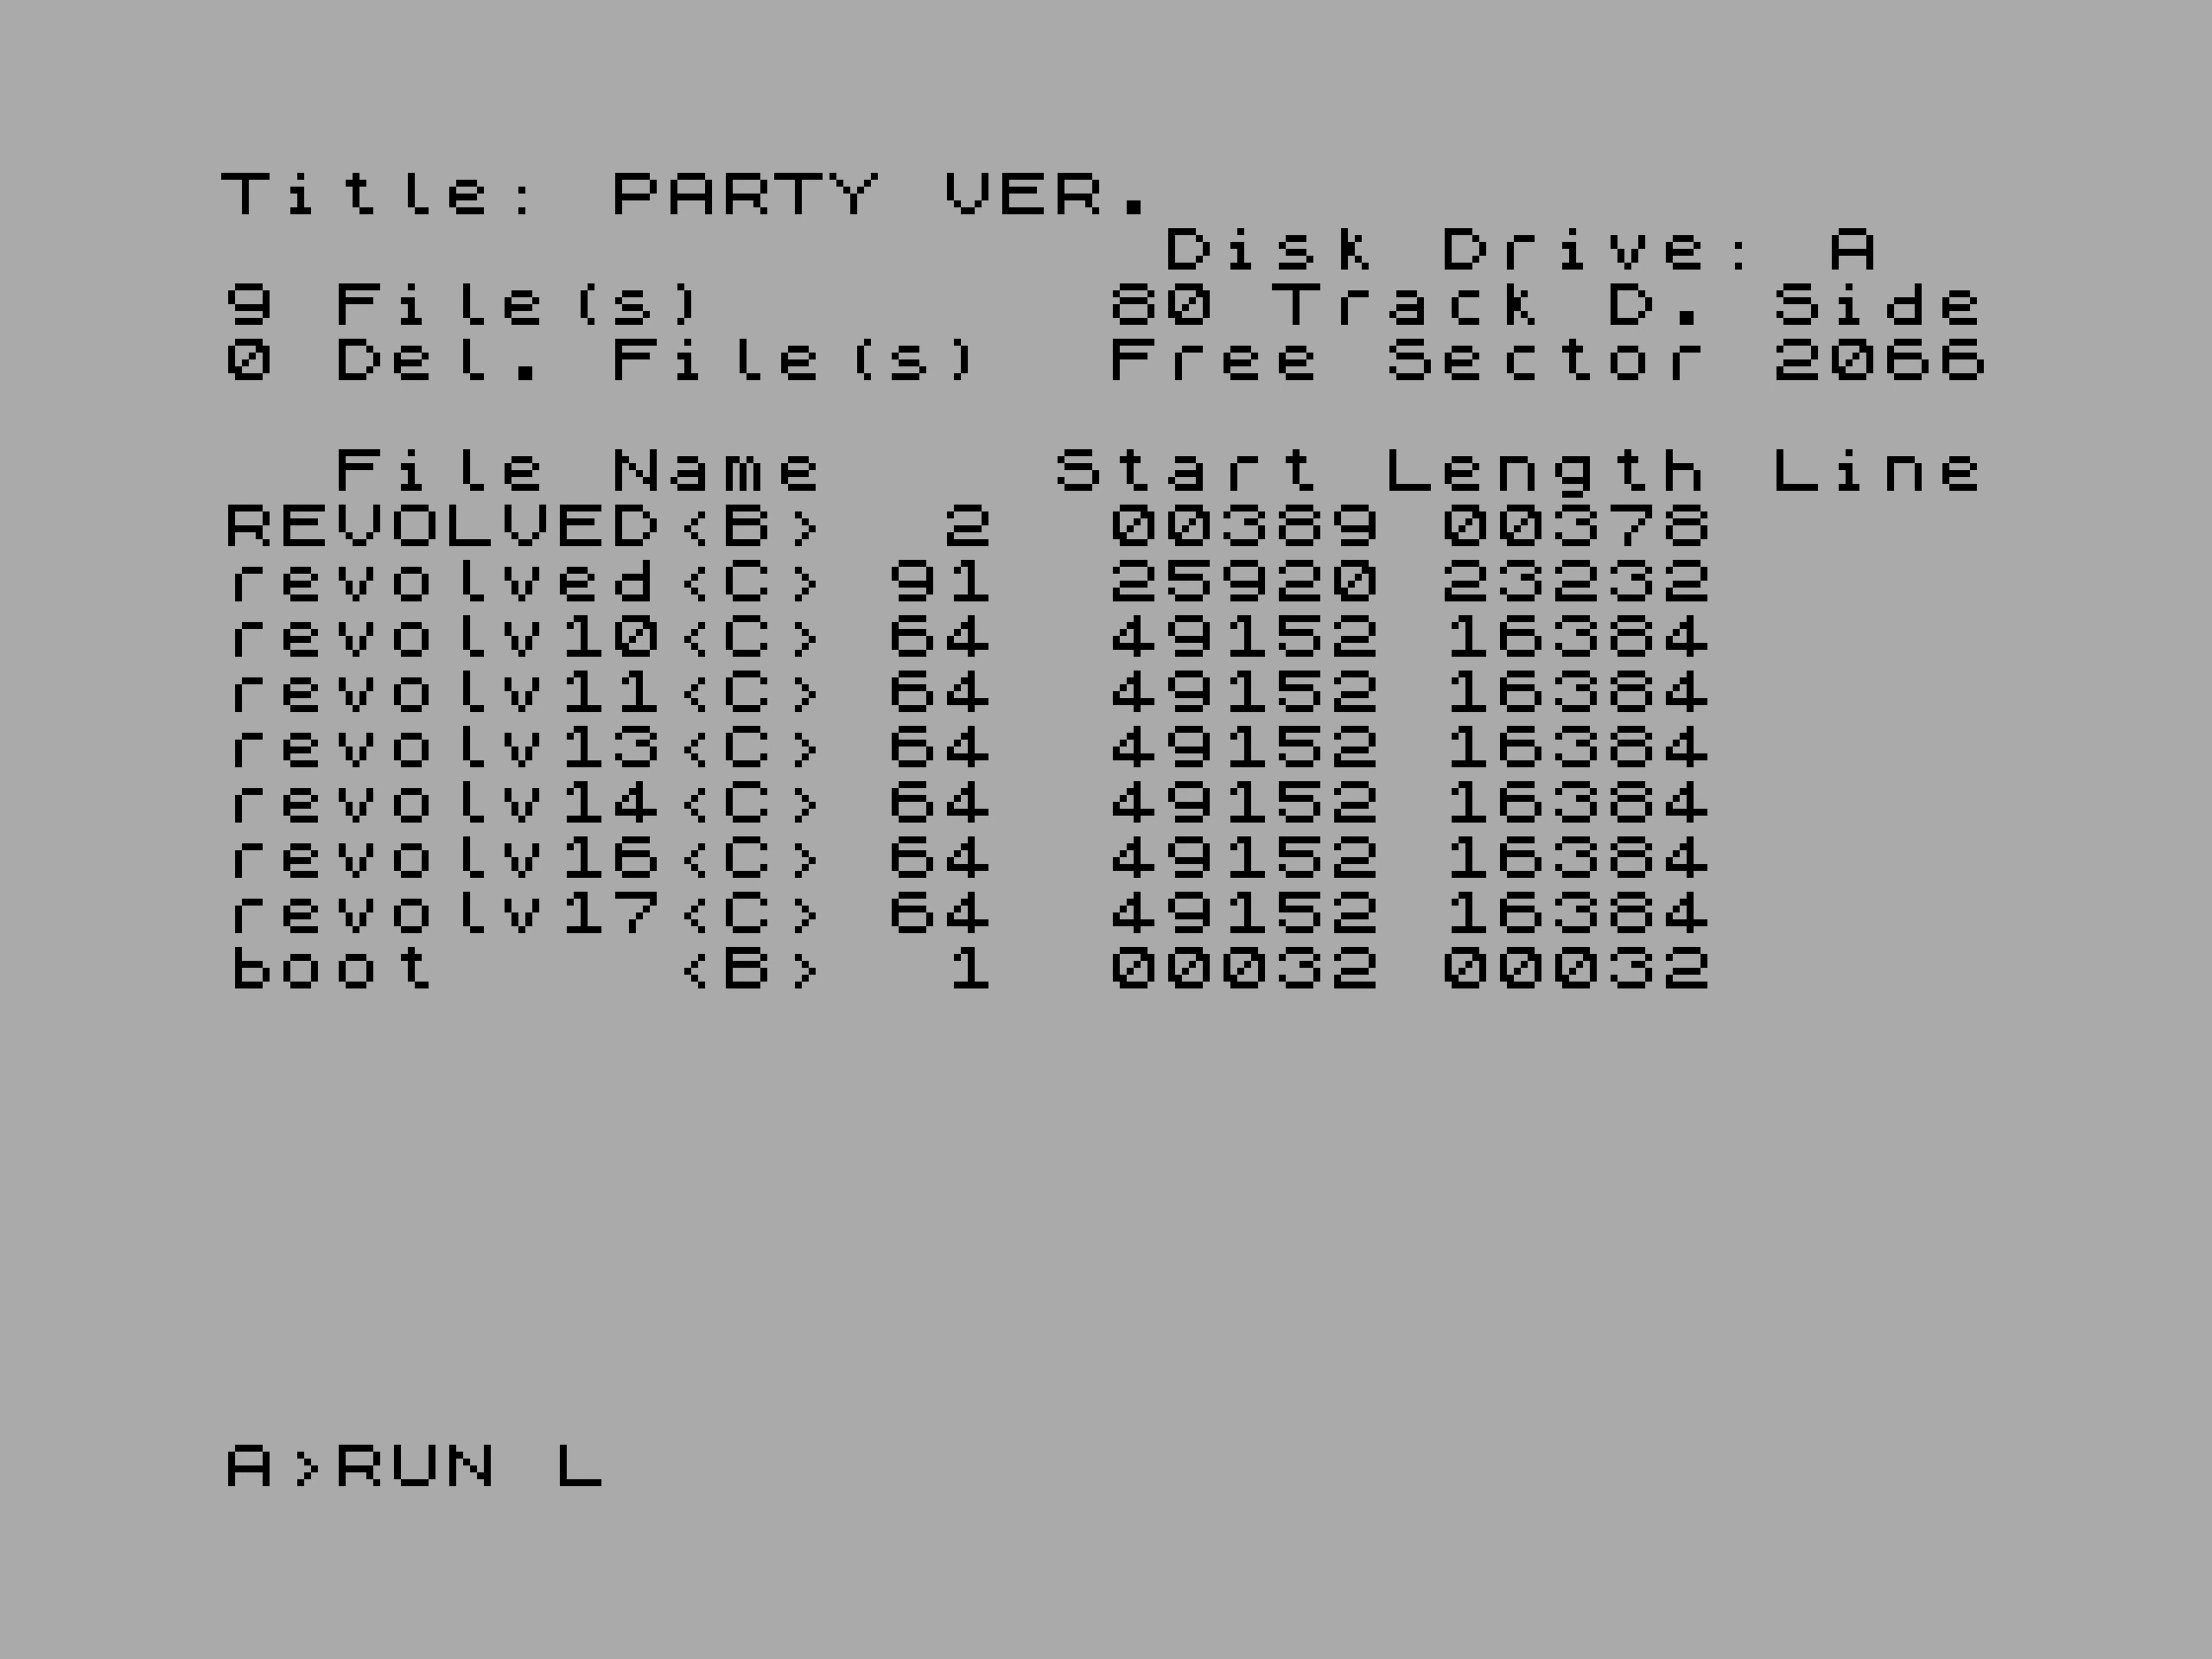 Title: PARTY VER.
Disk Drive: A
9 File(s) 80 Track D. Side
0 Del. File(s) Free Sector 2066
File Name Start Length Line
REVOLVED<B> 2 00389 00378
revolved<C> 91 25920 23232
revolv10<C> 64 49152 16384
revolv11<C> 64 49152 16384
revolv13<C> 64 49152 16384
revolv14<C> 64 49152 16384
revolv16<C> 64 49152 16384
revolv17<C> 64 49152 16384
boot <B> 1 00032 00032
A>RUN L